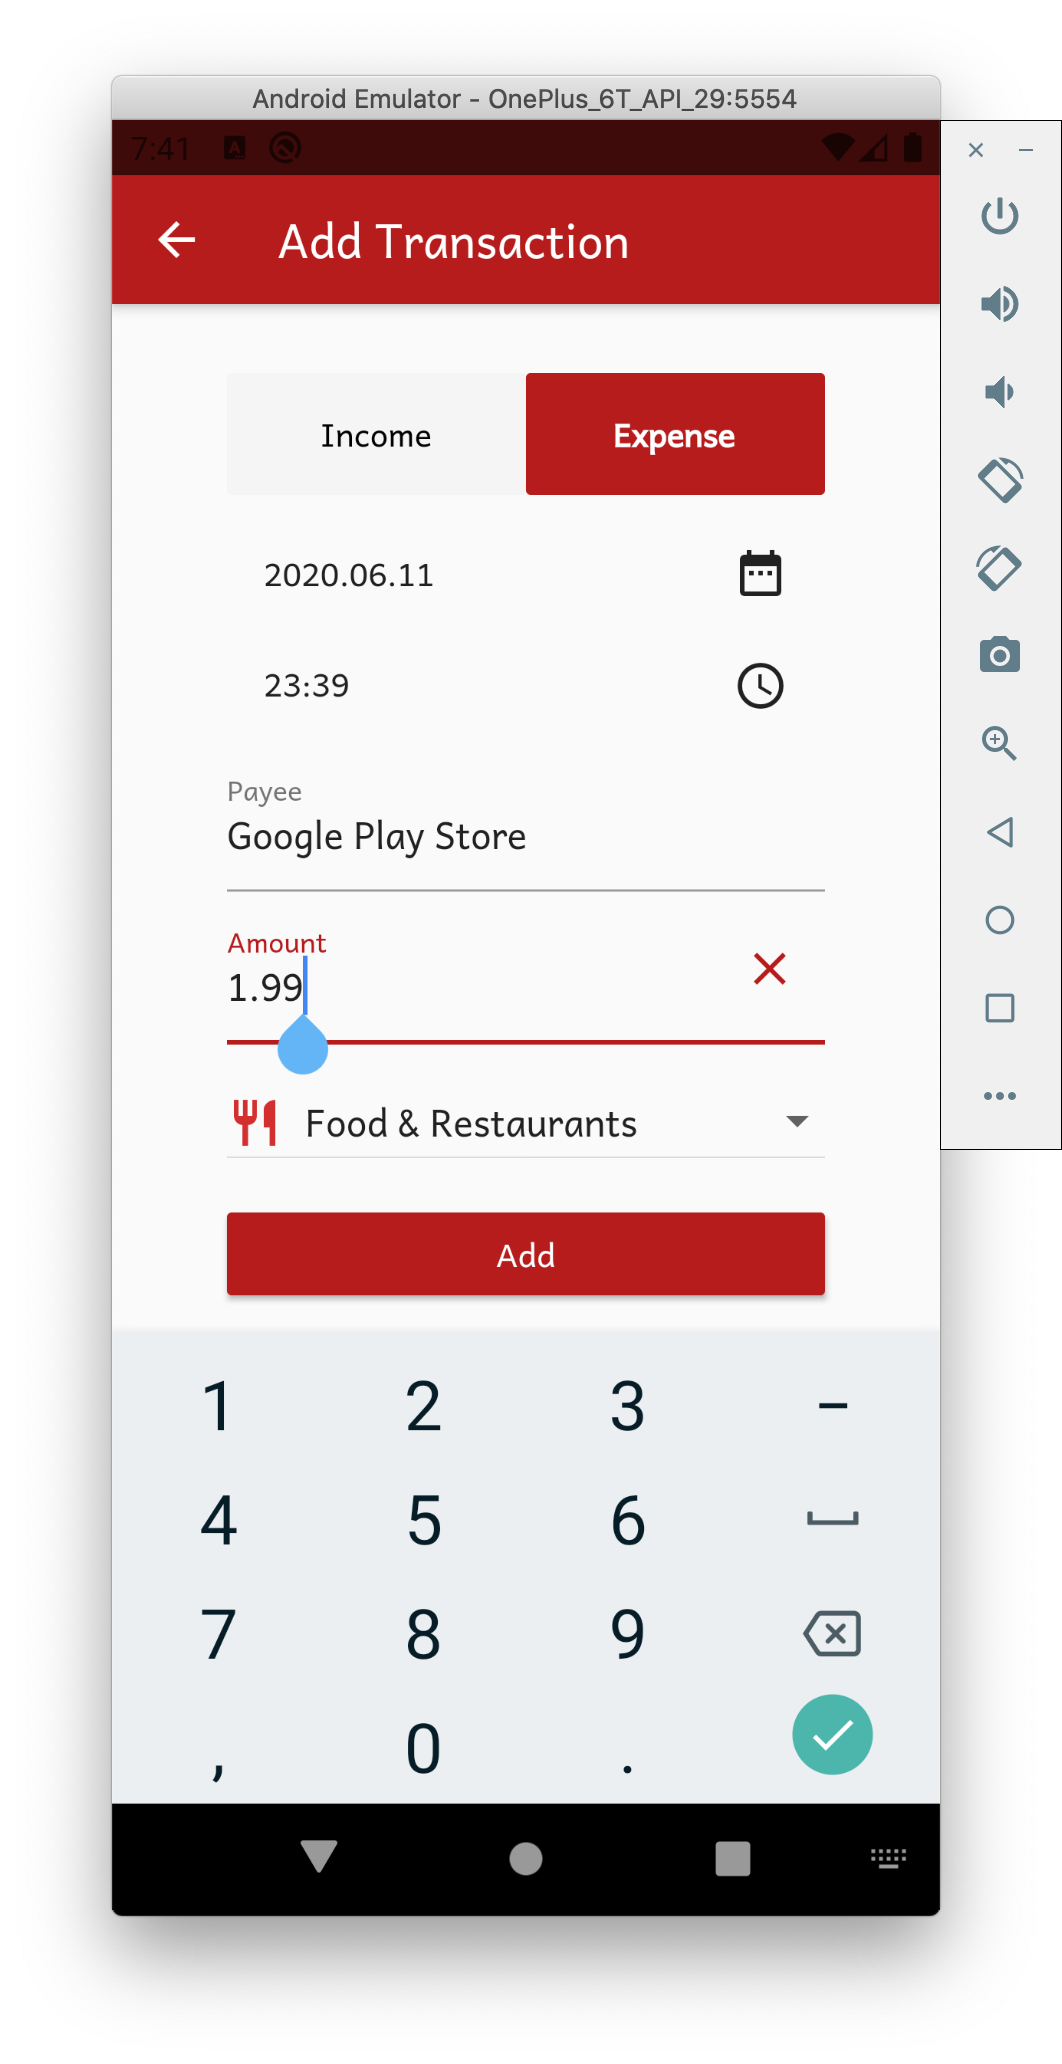 Android Emulator - OnePlus_6T_API_29:5554
7:41
Add Transaction
Income
Expense
2020.06.11
23:39
Payee
Google Play Store
Amount
1.99
Food & Restaurants
Add
1 2 3 -
4 5 6
7 8 9
, 0 .